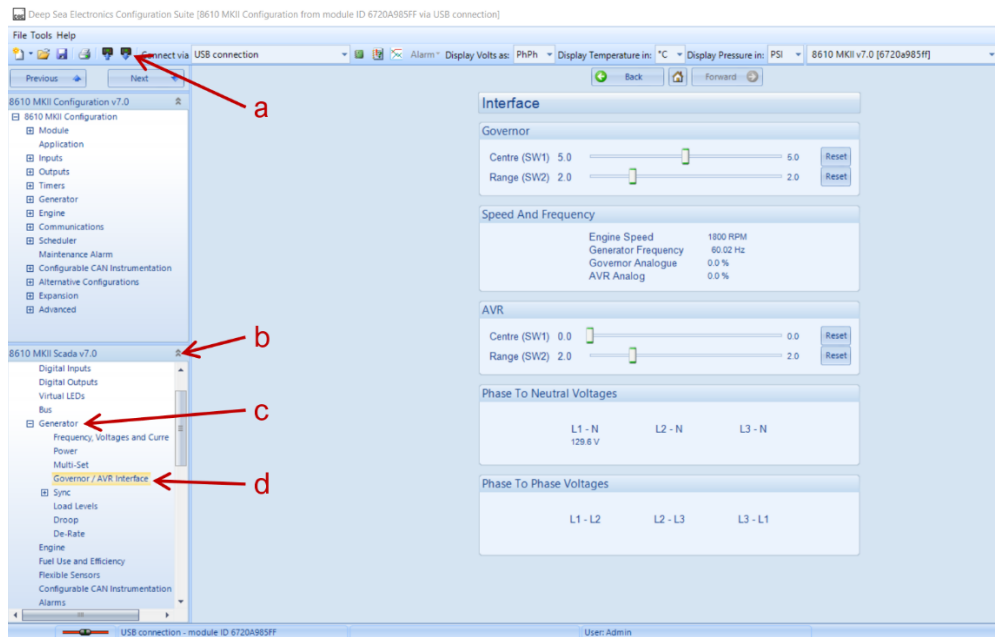 Deep Sea Electronics Configuration Suite [8610 MKII Configuration from module ID 6720A985FF via USB connection]
File Tools Help
Connect via USB connection Alarm Display Volts as: PhPh Display Temperature in: °C Display Pressure in: PSI 8610 MKII v7.0 [6720a985ff]
Previous Next
Back Forward
a
8610 MKII Configuration v7.0
8610 MKII Configuration
Module
Application
Inputs
Outputs
Timers
Generator
Engine
Communications
Scheduler
Maintenance Alarm
Configurable CAN Instrumentation
Alternative Configurations
Expansion
Advanced
b
8610 MKII Scada v7.0
Digital Inputs
Digital Outputs
Virtual LEDs
Bus
Generator
c
Frequency, Voltages and Curre
Power
Multi-Set
Governor / AVR Interface
d
Sync
Load Levels
Droop
De-Rate
Engine
Fuel Use and Efficiency
Flexible Sensors
Configurable CAN Instrumentation
Alarms
Interface
Governor
Centre (SW1) 5.0 5.0 Reset
Range (SW2) 2.0 2.0 Reset
Speed And Frequency
Engine Speed 1800 RPM
Generator Frequency 60.02 Hz
Governor Analogue 0.0 %
AVR Analog 0.0 %
AVR
Centre (SW1) 0.0 0.0 Reset
Range (SW2) 2.0 2.0 Reset
Phase To Neutral Voltages
L1 - N L2 - N L3 - N
129.6 V
Phase To Phase Voltages
L1 - L2 L2 - L3 L3 - L1
USB connection - module ID 6720A985FF User: Admin